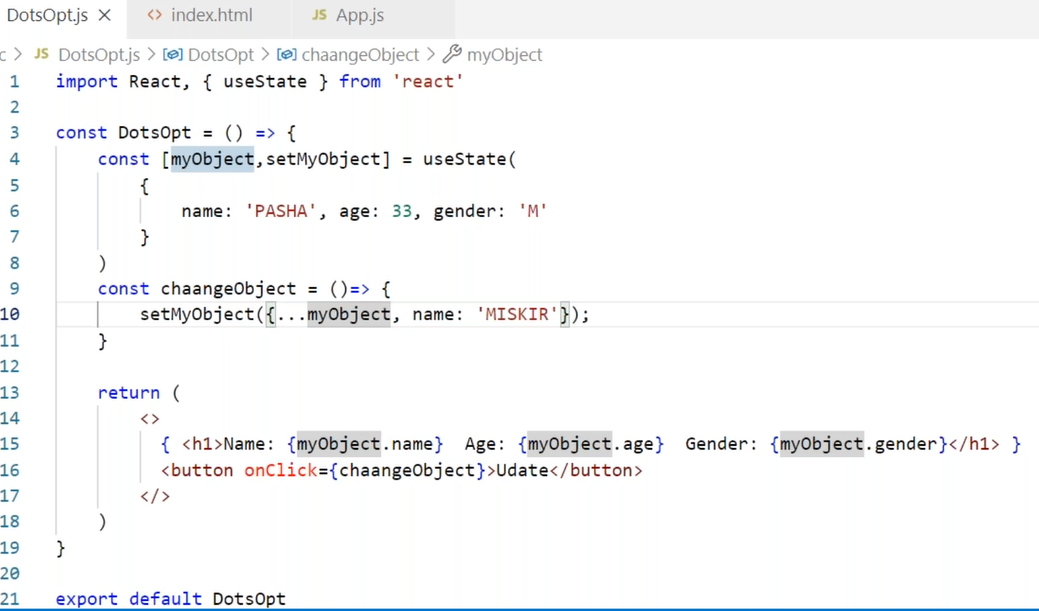 DotsOpt.js × <> index.html JS App.js
c > JS DotsOpt.js > DotsOpt > chaangeObject > myObject
1 import React, { useState } from 'react'
2
3 const DotsOpt = () => {
4 const [myObject,setMyObject] = useState(
5 {
6 name: 'PASHA', age: 33, gender: 'M'
7 }
8 )
9 const chaangeObject = ()=> {
10 setMyObject({...myObject, name: 'MISKIR'});
11 }
12
13 return (
14 <>
15 { <h1>Name: {myObject.name} Age: {myObject.age} Gender: {myObject.gender}</h1> }
16 <button onClick={chaangeObject}>Udate</button>
17 </>
18 )
19 }
20
21 export default DotsOpt